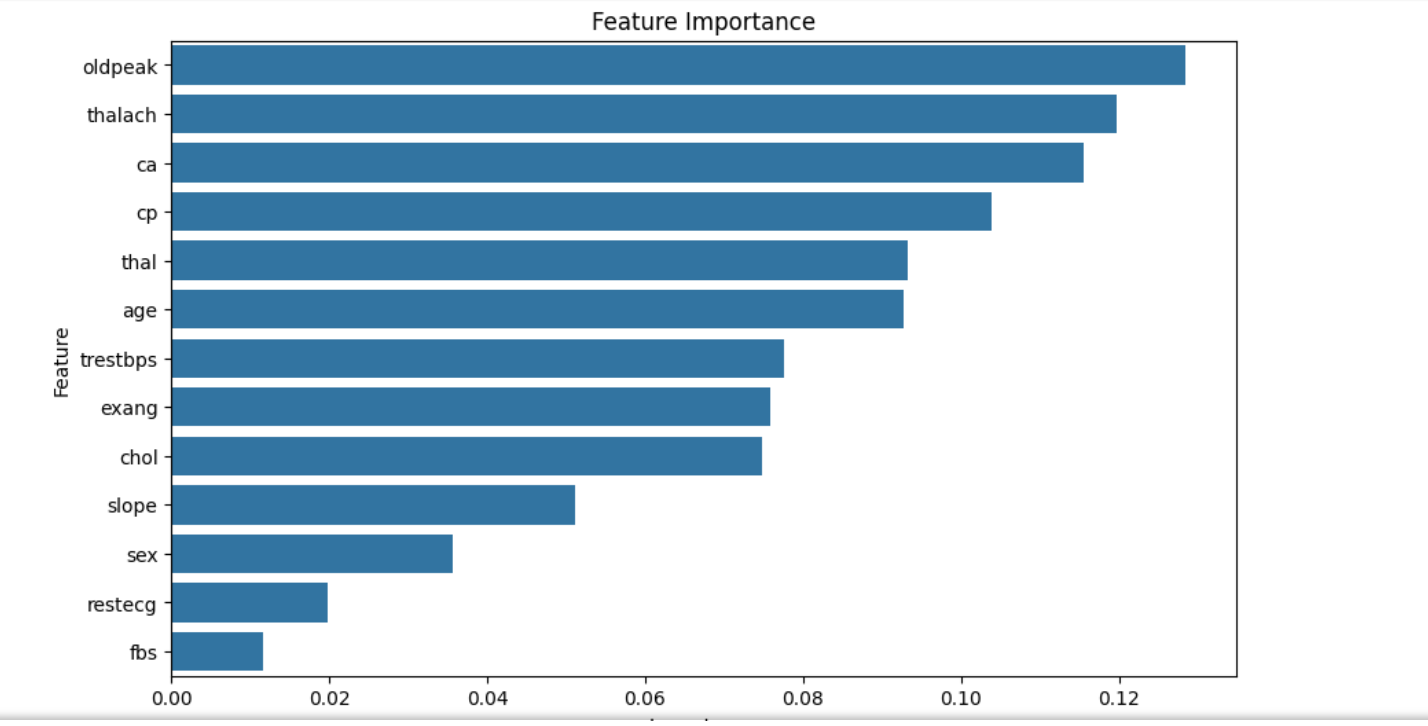 Feature Importance
oldpeak
thalach
ca
cp
thal
age
trestbps
exang
chol
slope
sex
restecg
fbs
Feature
0.00 0.02 0.04 0.06 0.08 0.10 0.12